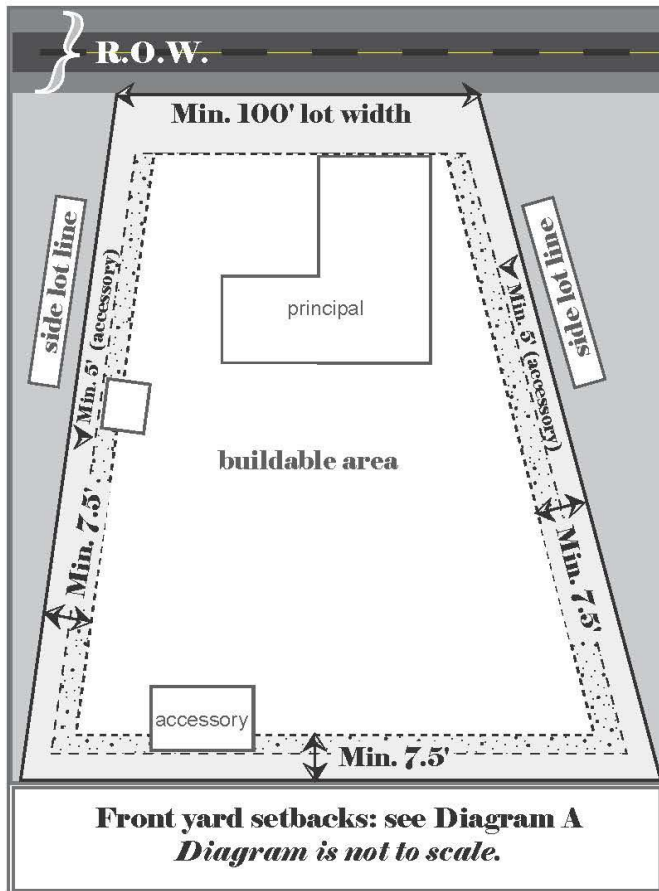 R.O.W.
Min. 100' lot width
side lot line
Min. 5' (accessory)
principal
side lot line
Min. 5' (accessory)
buildable area
Min. 7.5'
Min. 7.5'
accessory
Min. 7.5'
Front yard setbacks: see Diagram A
Diagram is not to scale.